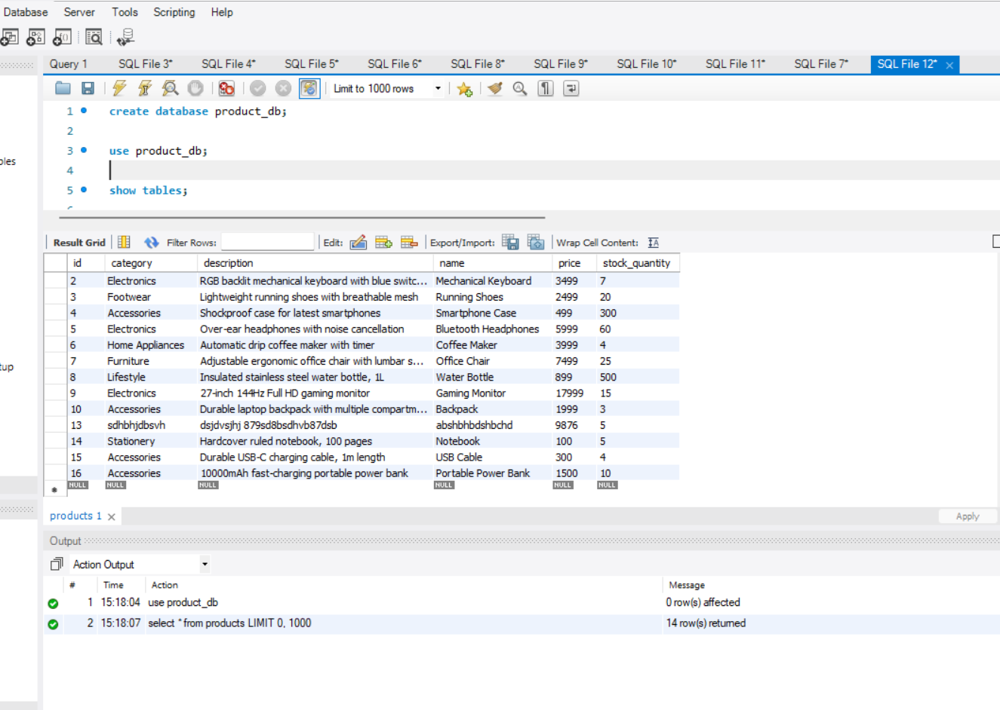 Database Server Tools Scripting Help
Query 1 SQL File 3* SQL File 4* SQL File 5* SQL File 6* SQL File 8* SQL File 9* SQL File 10* SQL File 11* SQL File 7* SQL File 12*
Limit to 1000 rows
1 create database product_db;
2
3 use product_db;
4
5 show tables;
Result Grid Filter Rows: Edit: Export/Import: Wrap Cell Content:
id category description name price stock_quantity
2 Electronics RGB backlit mechanical keyboard with blue switc... Mechanical Keyboard 3499 7
3 Footwear Lightweight running shoes with breathable mesh Running Shoes 2499 20
4 Accessories Shockproof case for latest smartphones Smartphone Case 499 300
5 Electronics Over-ear headphones with noise cancellation Bluetooth Headphones 5999 60
6 Home Appliances Automatic drip coffee maker with timer Coffee Maker 3999 4
7 Furniture Adjustable ergonomic office chair with lumbar s... Office Chair 7499 25
8 Lifestyle Insulated stainless steel water bottle, 1L Water Bottle 899 500
9 Electronics 27-inch 144Hz Full HD gaming monitor Gaming Monitor 17999 15
10 Accessories Durable laptop backpack with multiple compartm... Backpack 1999 3
13 sdhbhjdbsvh dsjdvsjhj 879sd8bsdhvb87dsb abshbhbdshbchd 9876 5
14 Stationery Hardcover ruled notebook, 100 pages Notebook 100 5
15 Accessories Durable USB-C charging cable, 1m length USB Cable 300 4
16 Accessories 10000mAh fast-charging portable power bank Portable Power Bank 1500 10
NULL NULL NULL NULL NULL NULL
products 1
Apply
Output
Action Output
# Time Action Message
1 15:18:04 use product_db 0 row(s) affected
2 15:18:07 select * from products LIMIT 0, 1000 14 row(s) returned